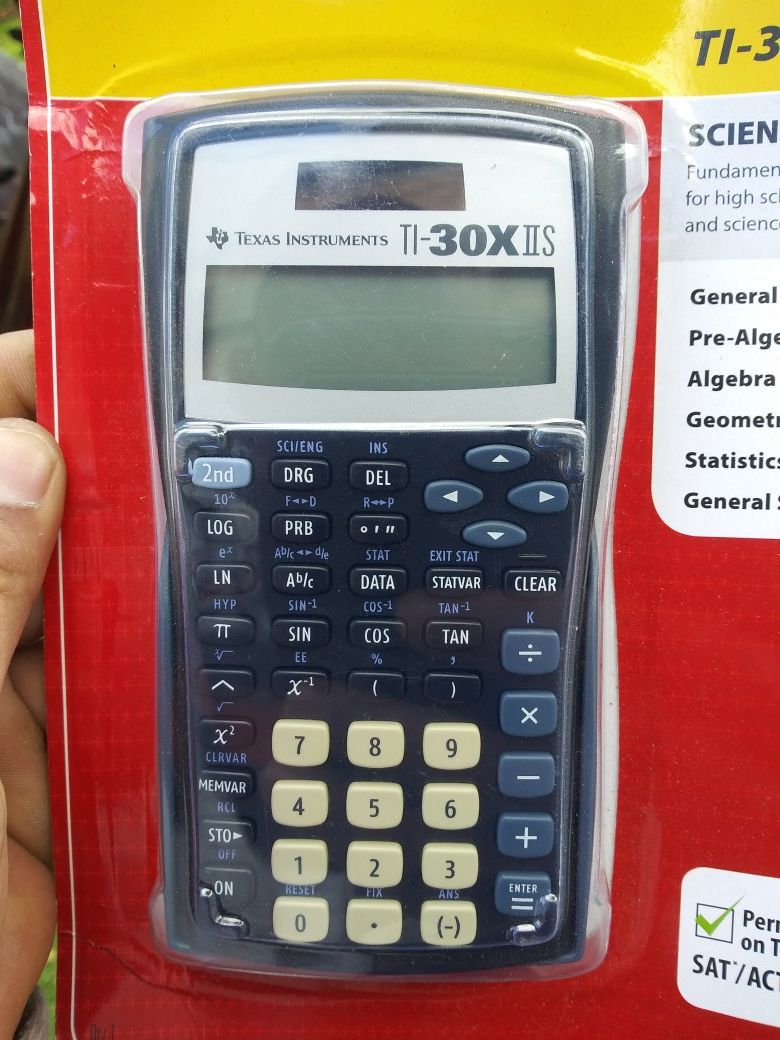 TI-3
SCIEN
Fundamen
for high sci
and science
TEXAS INSTRUMENTS TI-30X IIS
General
Pre-Alge
Algebra
Geometr
Statistics
General S
SCI/ENG INS
2nd DRG DEL
10ˣ F◄►D R◄►P
LOG PRB ° ' "
eˣ Ab/c◄►d/e STAT EXIT STAT
LN Ab/c DATA STATVAR CLEAR
HYP SIN⁻¹ COS⁻¹ TAN⁻¹ K
π SIN COS TAN ÷
ˣ√ EE % ,
^ x⁻¹ ( )
√
x² 7 8 9 ×
CLRVAR
MEMVAR 4 5 6 −
RCL
STO► 1 2 3 +
OFF
ON RESET FIX ANS ENTER
0 . (-) =
Perm
on T
SAT*/ACT